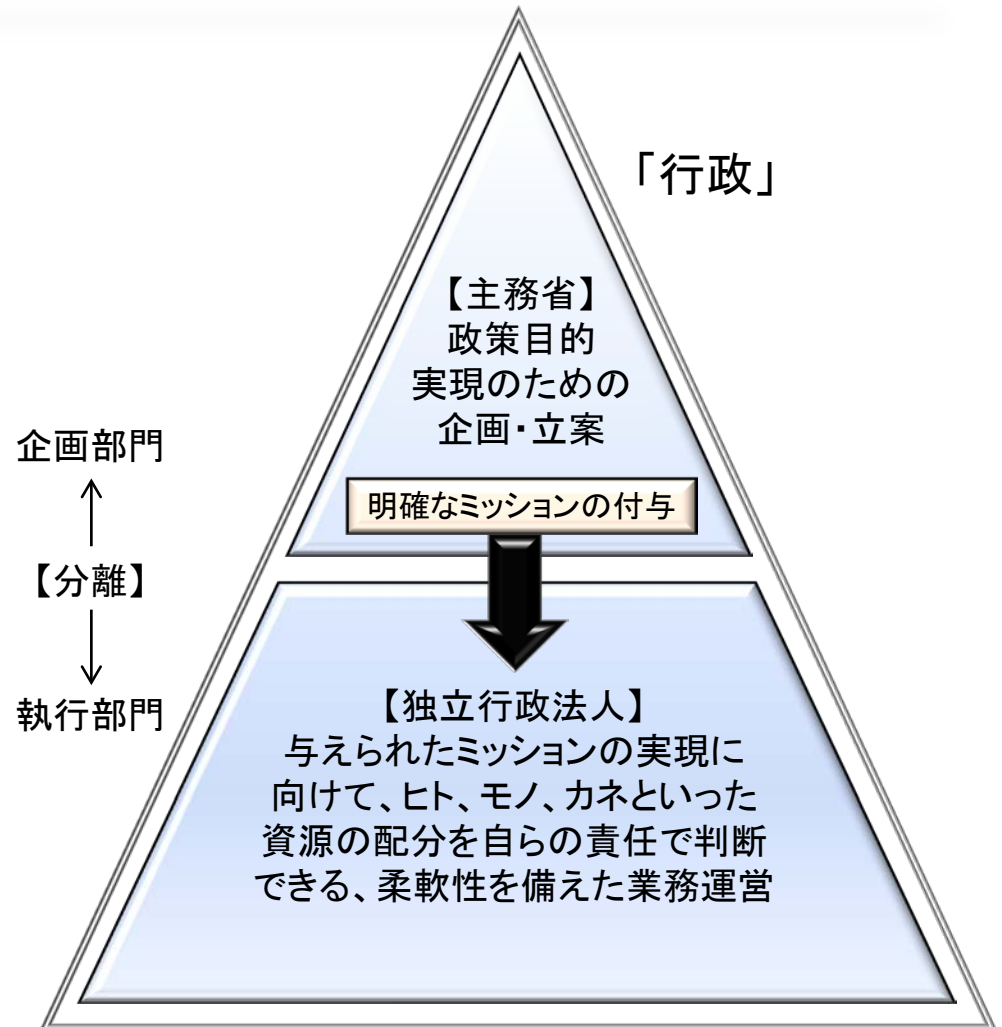 「行政」
【主務省】
政策目的
実現のための
企画・立案
明確なミッションの付与
企画部門
【分離】
執行部門
【独立行政法人】
与えられたミッションの実現に
向けて、ヒト、モノ、カネといった
資源の配分を自らの責任で判断
できる、柔軟性を備えた業務運営